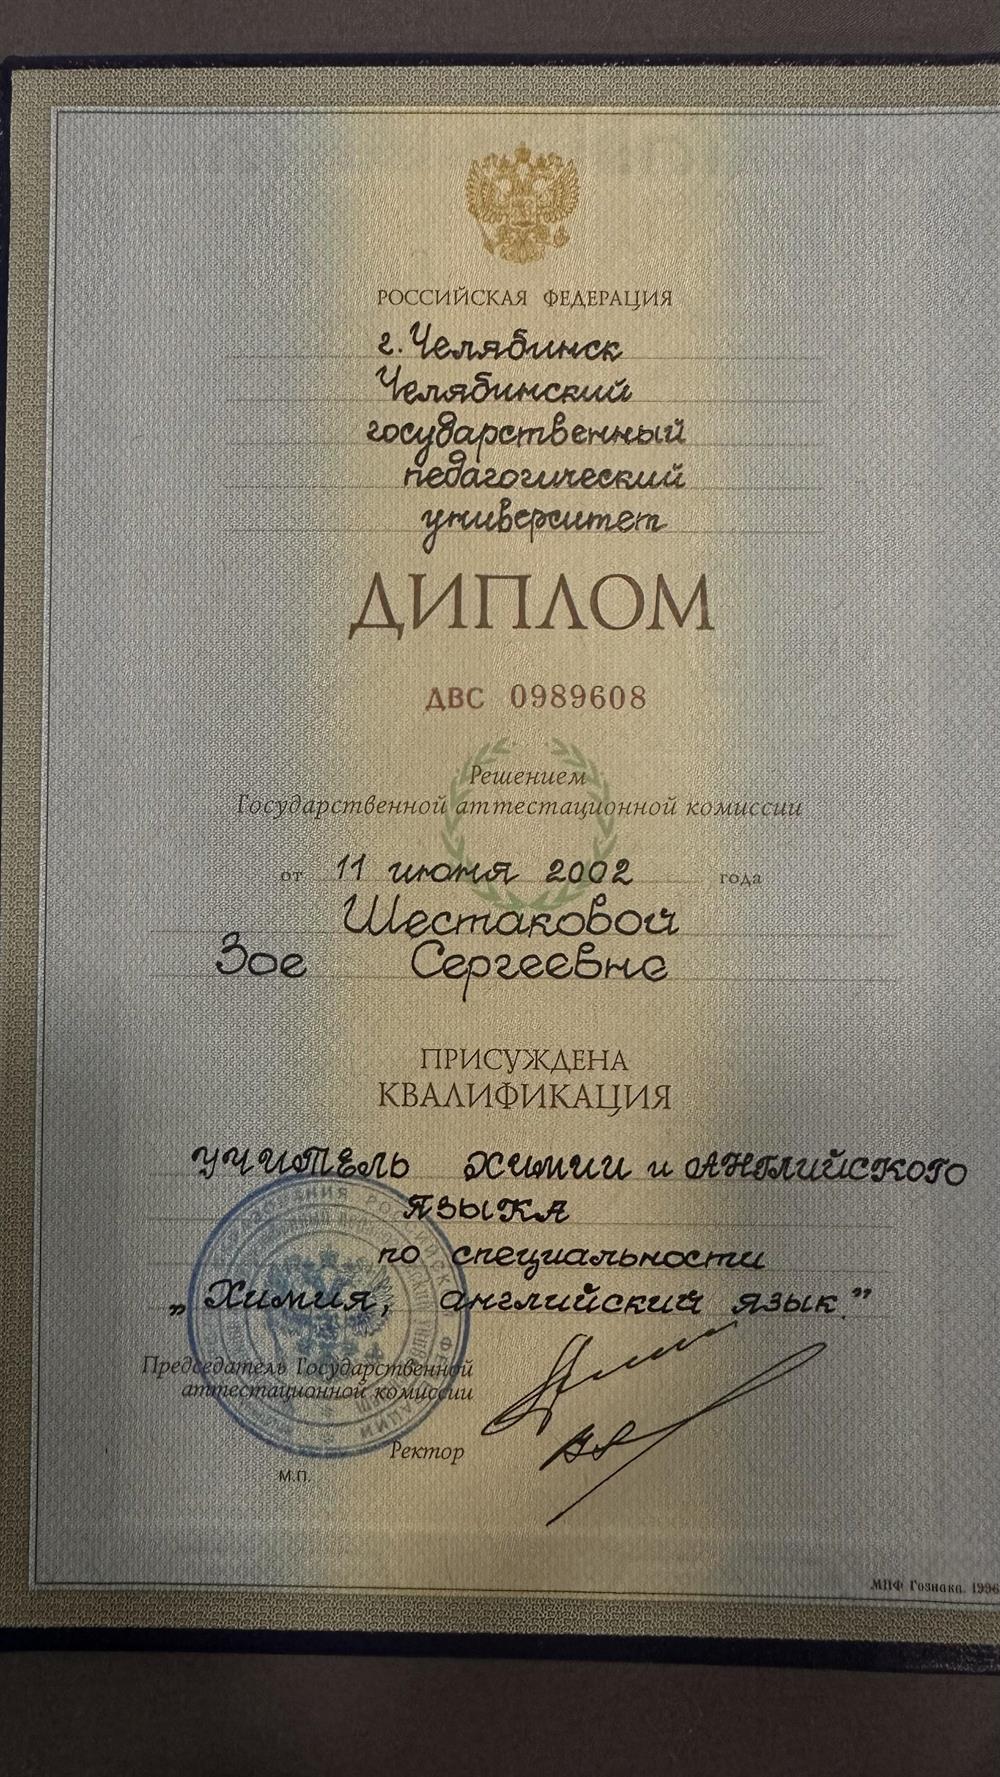 РОССИЙСКАЯ ФЕДЕРАЦИЯ
г. Челябинск
Челябинский
государственный
педагогический
университет
ДИПЛОМ
ДВС 0989608
Решением
Государственной аттестационной комиссии
от 11 июня 2002 года
Шестаковой
Зое Сергеевне
ПРИСУЖДЕНА
КВАЛИФИКАЦИЯ
УЧИТЕЛЬ ХИМИИ и АНГЛИЙСКОГО
ЯЗЫКА
по специальности
„Химия, английский язык"
Председатель Государственной
аттестационной комиссии
Ректор
М.П.
МПФ Гознака. 1996